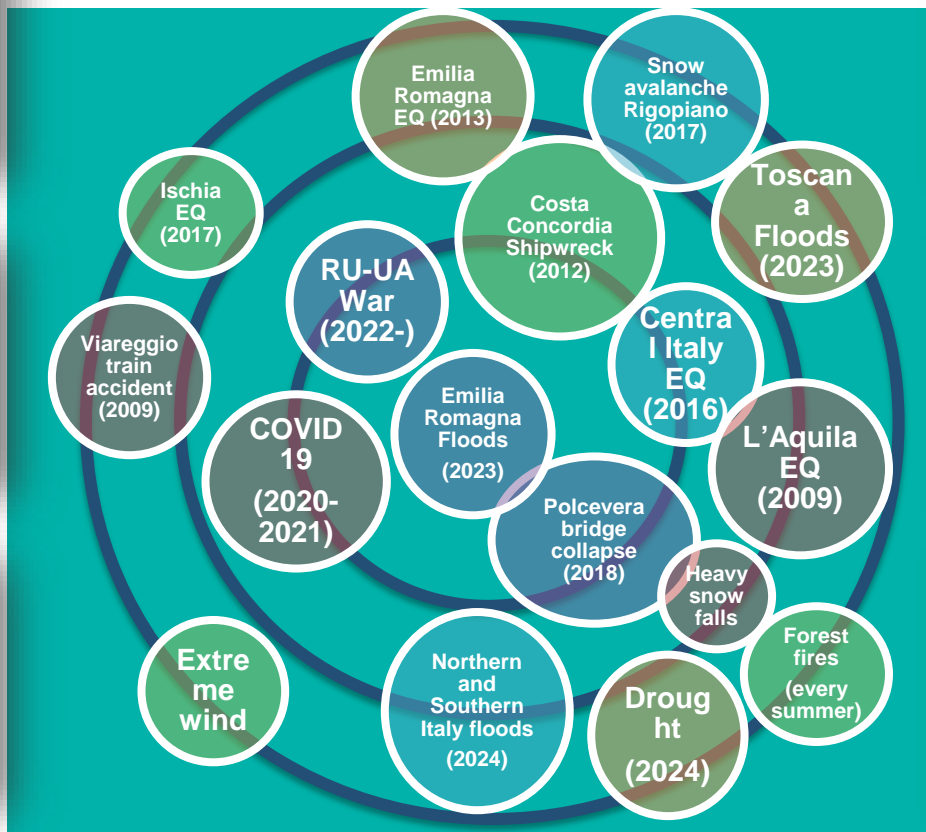 Emilia
Romagna
EQ (2013)
Snow
avalanche
Rigopiano
(2017)
Ischia
EQ
(2017)
Costa
Concordia
Shipwreck
(2012)
Toscan
a
Floods
(2023)
RU-UA
War
(2022-)
Central
l Italy
EQ
(2016)
Viareggio
train
accident
(2009)
Emilia
Romagna
Floods
(2023)
COVID
19
(2020-
2021)
L'Aquila
EQ
(2009)
Polcevera
bridge
collapse
(2018)
Heavy
snow
falls
Extre
me
wind
Northern
and
Southern
Italy floods
(2024)
Droug
ht
(2024)
Forest
fires
(every
summer)